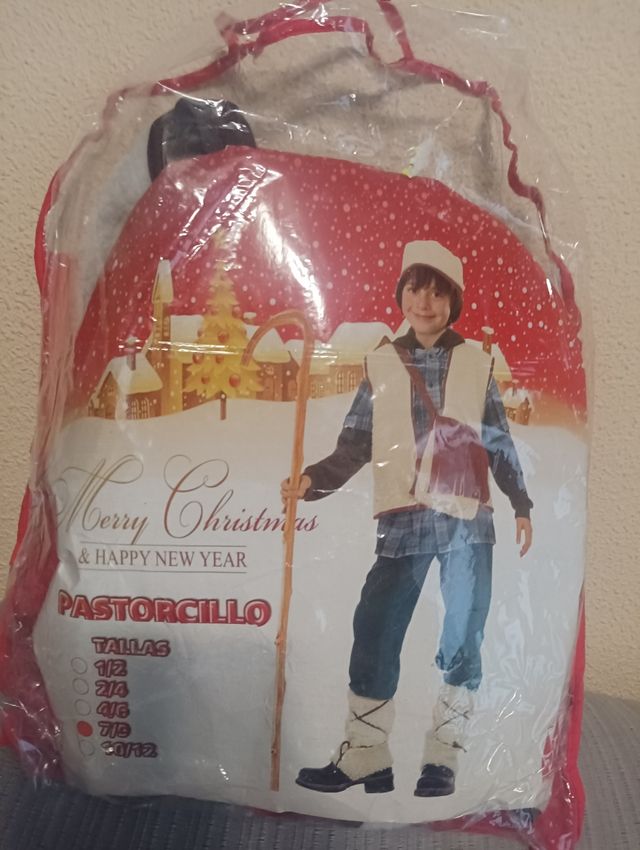 Merry Christmas
& HAPPY NEW YEAR
PASTORCILLO
TALLAS
1/2
2/4
4/6
7/9
10/12